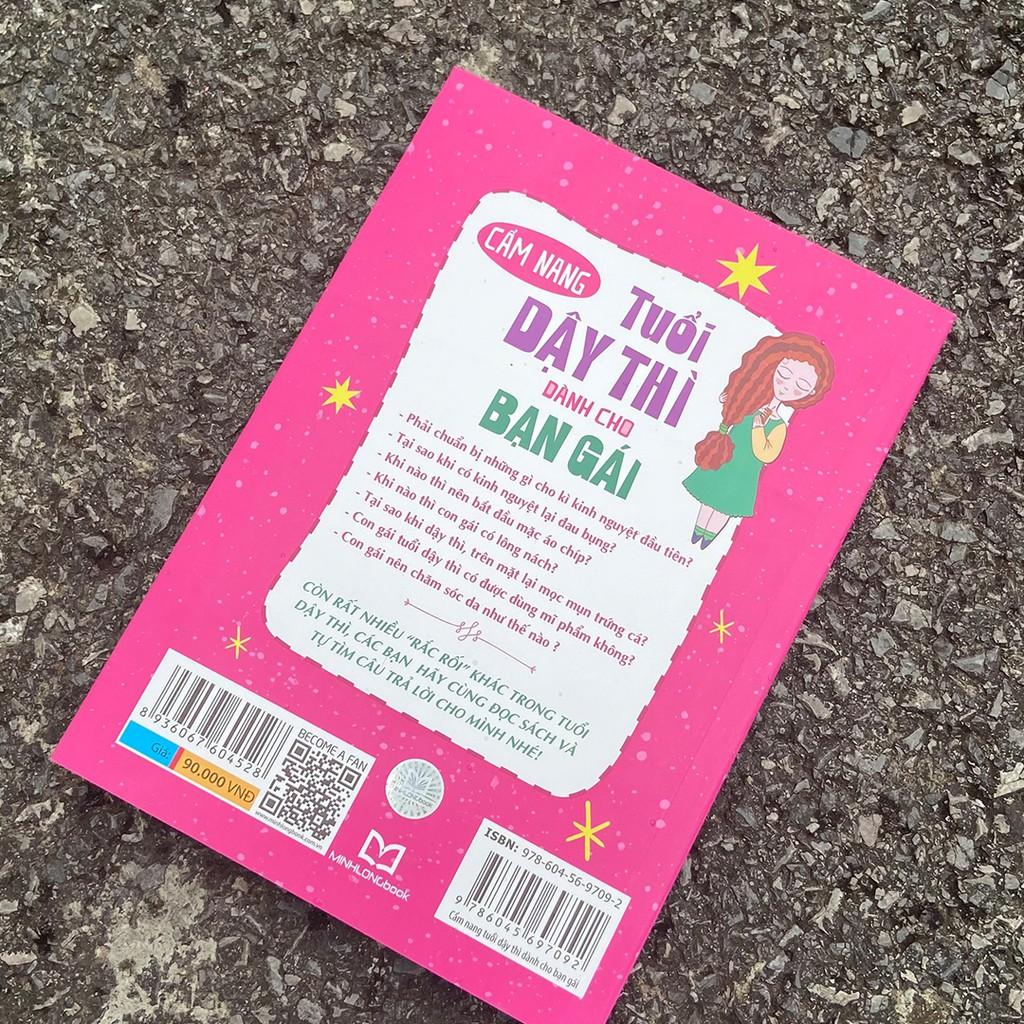 CẨM NANG
Tuổi
DẬY THÌ
DÀNH CHO
BẠN GÁI
- Phải chuẩn bị những gì cho kì kinh nguyệt đầu tiên?
- Tại sao khi có kinh nguyệt lại đau bụng?
- Khi nào thì nên bắt đầu mặc áo chíp?
- Khi nào thì con gái có lông nách?
- Tại sao khi dậy thì, trên mặt lại mọc mụn trứng cá?
- Con gái tuổi dậy thì có được dùng mĩ phẩm không?
- Con gái nên chăm sóc da như thế nào ?
CÒN RẤT NHIỀU "RẮC RỐI" KHÁC TRONG TUỔI
DẬY THÌ, CÁC BẠN HÃY CÙNG ĐỌC SÁCH VÀ
TỰ TÌM CÂU TRẢ LỜI CHO MÌNH NHÉ!
8 936067 604528
Giá:
90.000 VNĐ
BECOME A FAN
www.minhlongbook.com.vn
MINHLONGbook
ISBN: 978-604-56-9709-2
9 786045 697092
Cẩm nang tuổi dậy thì dành cho bạn gái